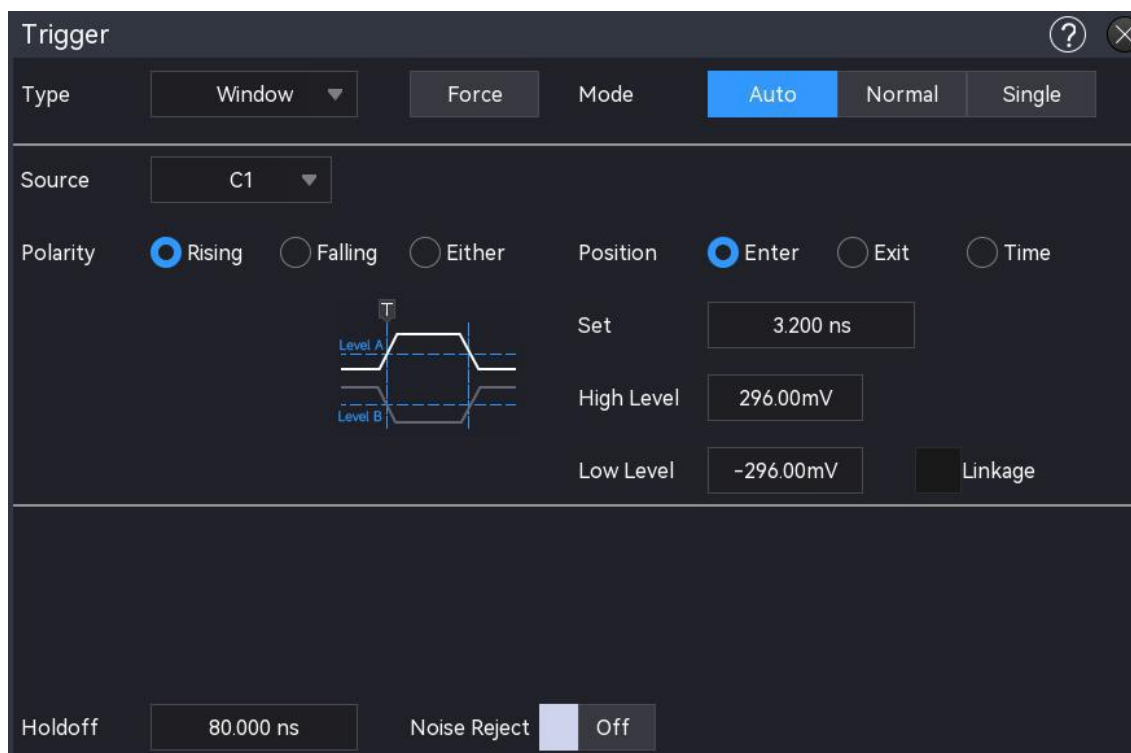 Trigger ?
Type Window Force Mode Auto Normal Single
Source C1
Polarity Rising Falling Either Position Enter Exit Time
T
Level A
Level B
Set 3.200 ns
High Level 296.00mV
Low Level -296.00mV Linkage
Holdoff 80.000 ns Noise Reject Off